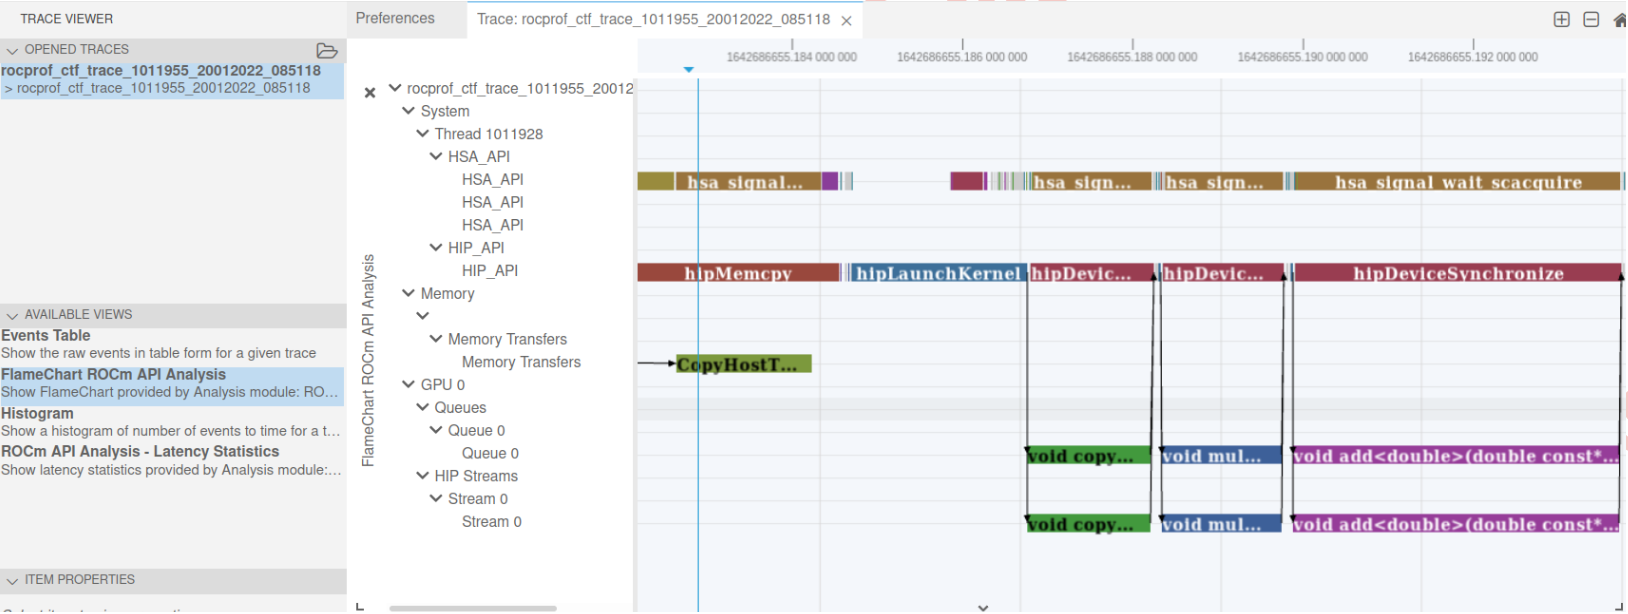 TRACE VIEWER
OPENED TRACES
rocprof_ctf_trace_1011955_20012022_085118
> rocprof_ctf_trace_1011955_20012022_085118
AVAILABLE VIEWS
Events Table
Show the raw events in table form for a given trace
FlameChart ROCm API Analysis
Show FlameChart provided by Analysis module: RO...
Histogram
Show a histogram of number of events to time for a t...
ROCm API Analysis - Latency Statistics
Show latency statistics provided by Analysis module:...
ITEM PROPERTIES
Preferences
Trace: rocprof_ctf_trace_1011955_20012022_085118
1642686655.184 000 000
1642686655.186 000 000
1642686655.188 000 000
1642686655.190 000 000
1642686655.192 000 000
FlameChart ROCm API Analysis
rocprof_ctf_trace_1011955_20012
System
Thread 1011928
HSA_API
HSA_API
HSA_API
HSA_API
HIP_API
HIP_API
Memory
Memory Transfers
Memory Transfers
GPU 0
Queues
Queue 0
Queue 0
HIP Streams
Stream 0
Stream 0
hsa_signal...
hsa_sign...
hsa_sign...
hsa_signal_wait_scacquire
hipMemcpy
hipLaunchKernel
hipDevic...
hipDevic...
hipDeviceSynchronize
CopyHostT...
void copy...
void mul...
void add<double>(double const*...
void copy...
void mul...
void add<double>(double const*...